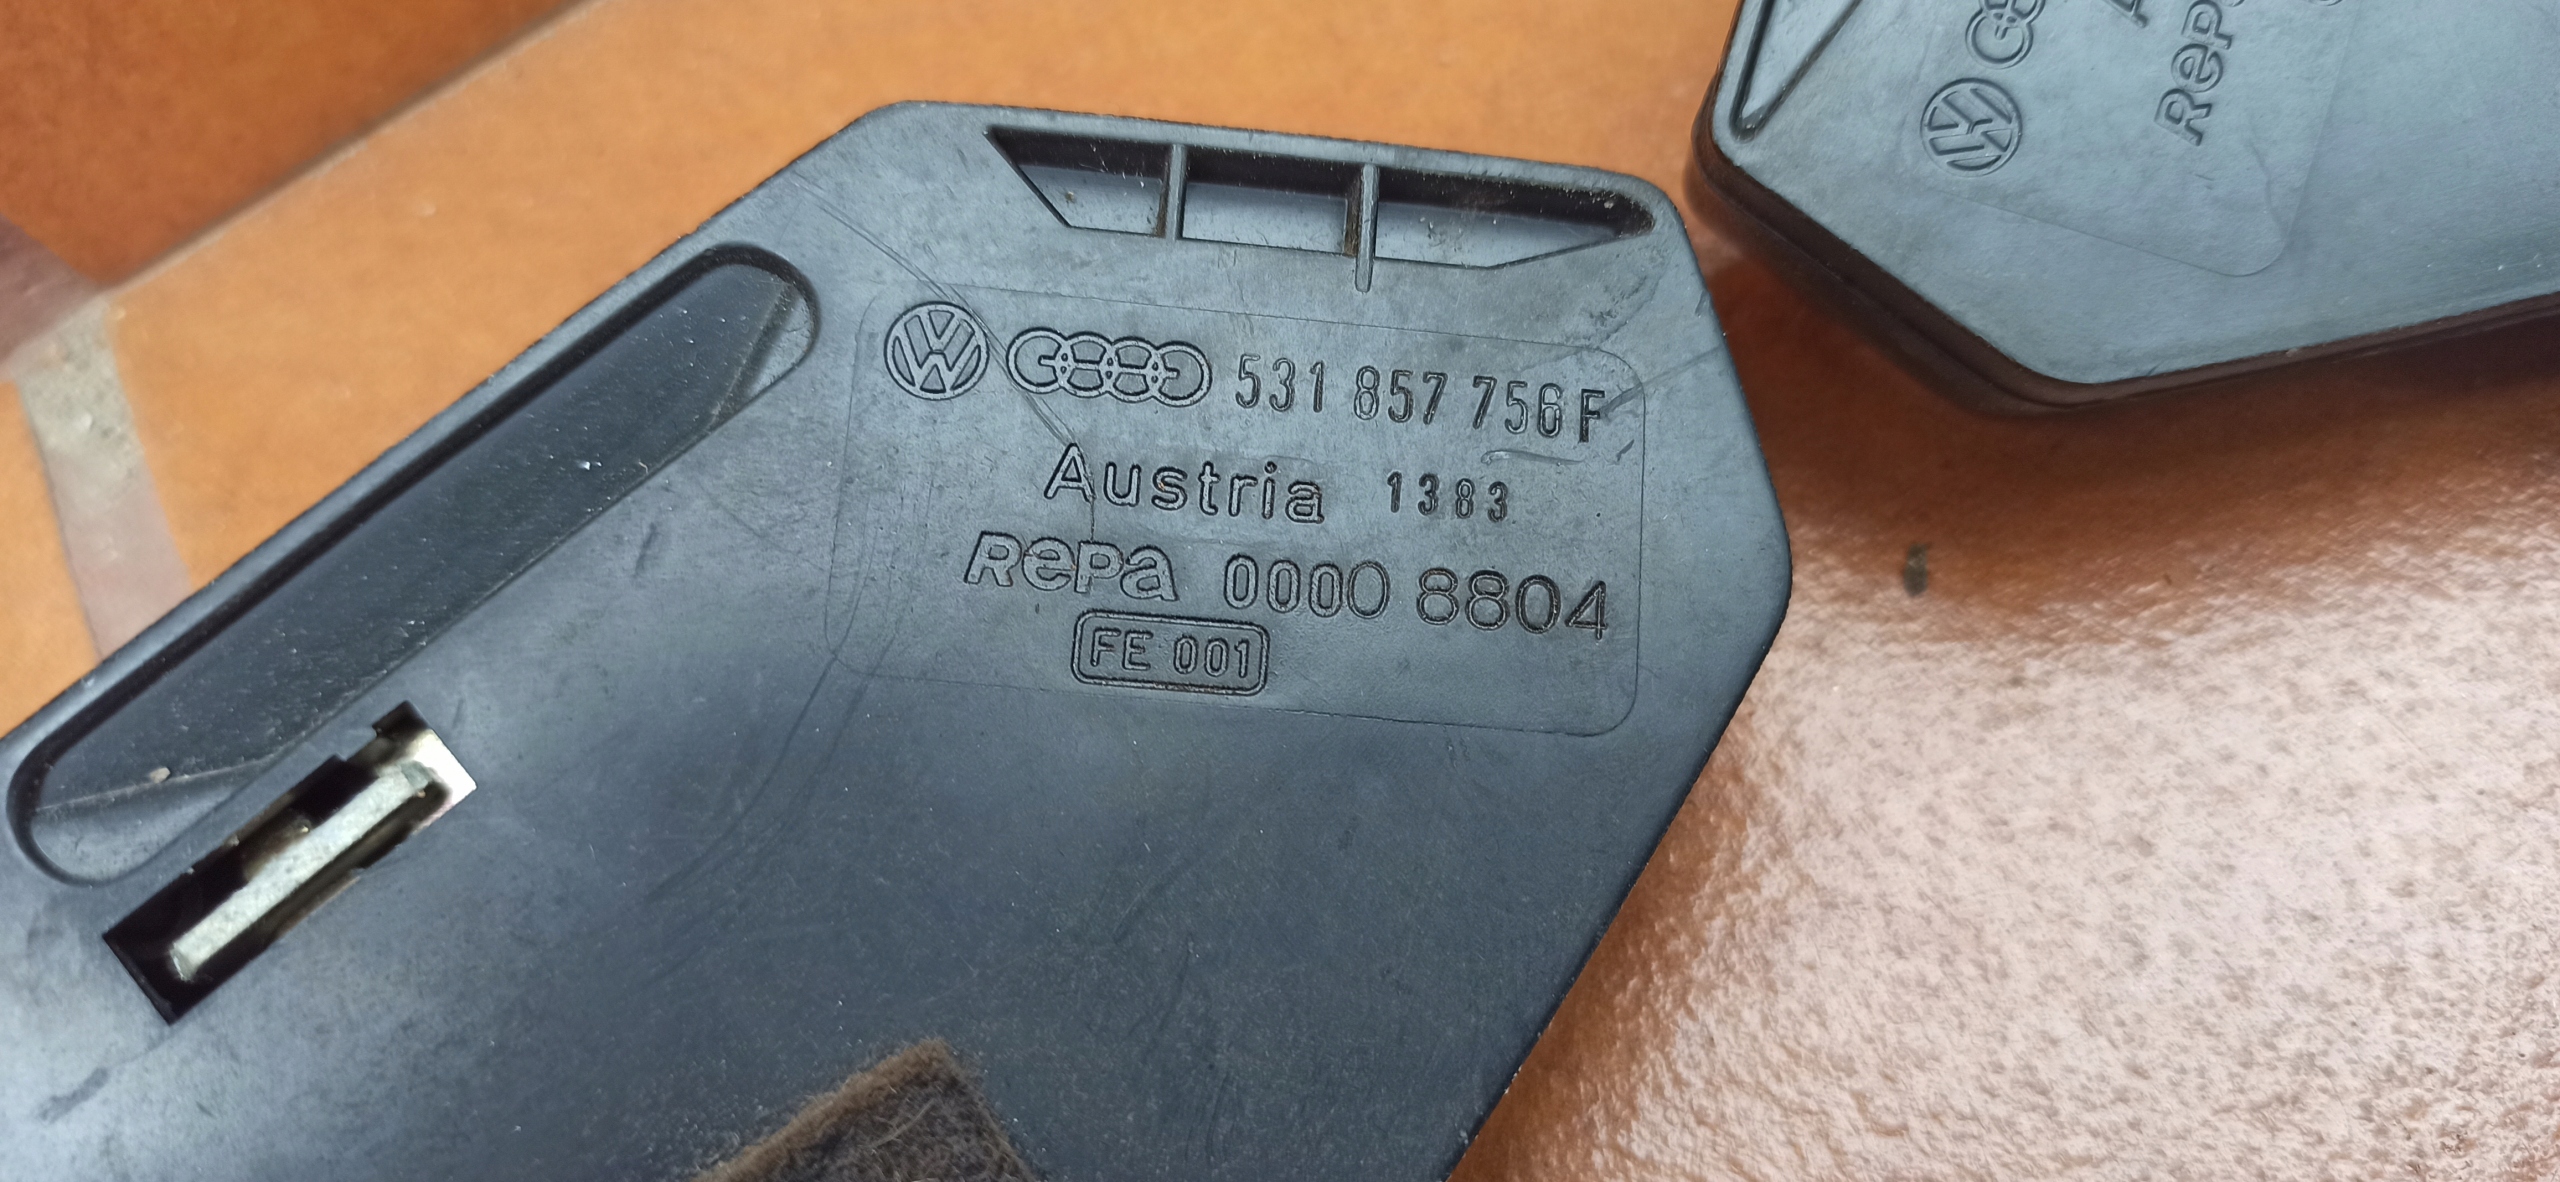 531 857 756 F
Austria 1383
RePa 0000 8804
FE 001